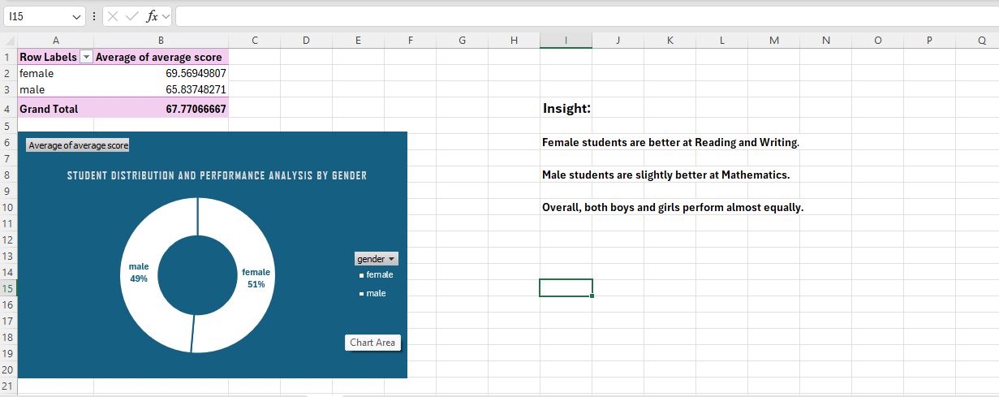 I15
fx
A B C D E F G H I J K L M N O P Q
1 Row Labels Average of average score
2 female 69.56949807
3 male 65.83748271
4 Grand Total 67.77066667 Insight:
5
6 Average of average score Female students are better at Reading and Writing.
7
8 STUDENT DISTRIBUTION AND PERFORMANCE ANALYSIS BY GENDER Male students are slightly better at Mathematics.
9
10 Overall, both boys and girls perform almost equally.
11
12
13 gender
14 male 49% female 51% female
15 male
16
17
18 Chart Area
19
20
21